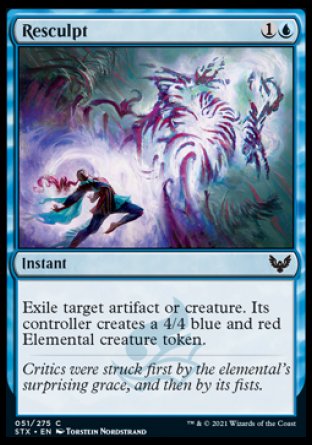 Resculpt 1
Instant
Exile target artifact or creature. Its
controller creates a 4/4 blue and red
Elemental creature token.
Critics were struck first by the elemental's
surprising grace, and then by its fists.
051/275 C
STX • EN TORSTEIN NORDSTRAND
™ & © 2021 Wizards of the Coast